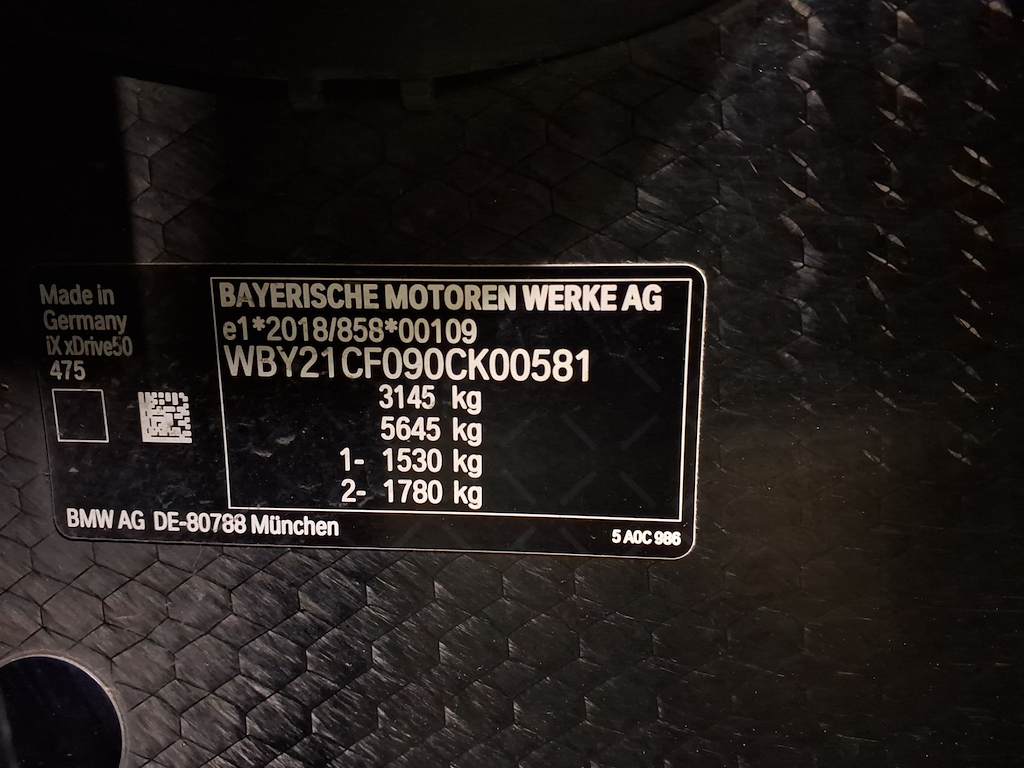 Made in
Germany
iX xDrive50
475
BAYERISCHE MOTOREN WERKE AG
e1*2018/858*00109
WBY21CF090CK00581
3145 kg
5645 kg
1- 1530 kg
2- 1780 kg
BMW AG DE-80788 München
5 A0C 986